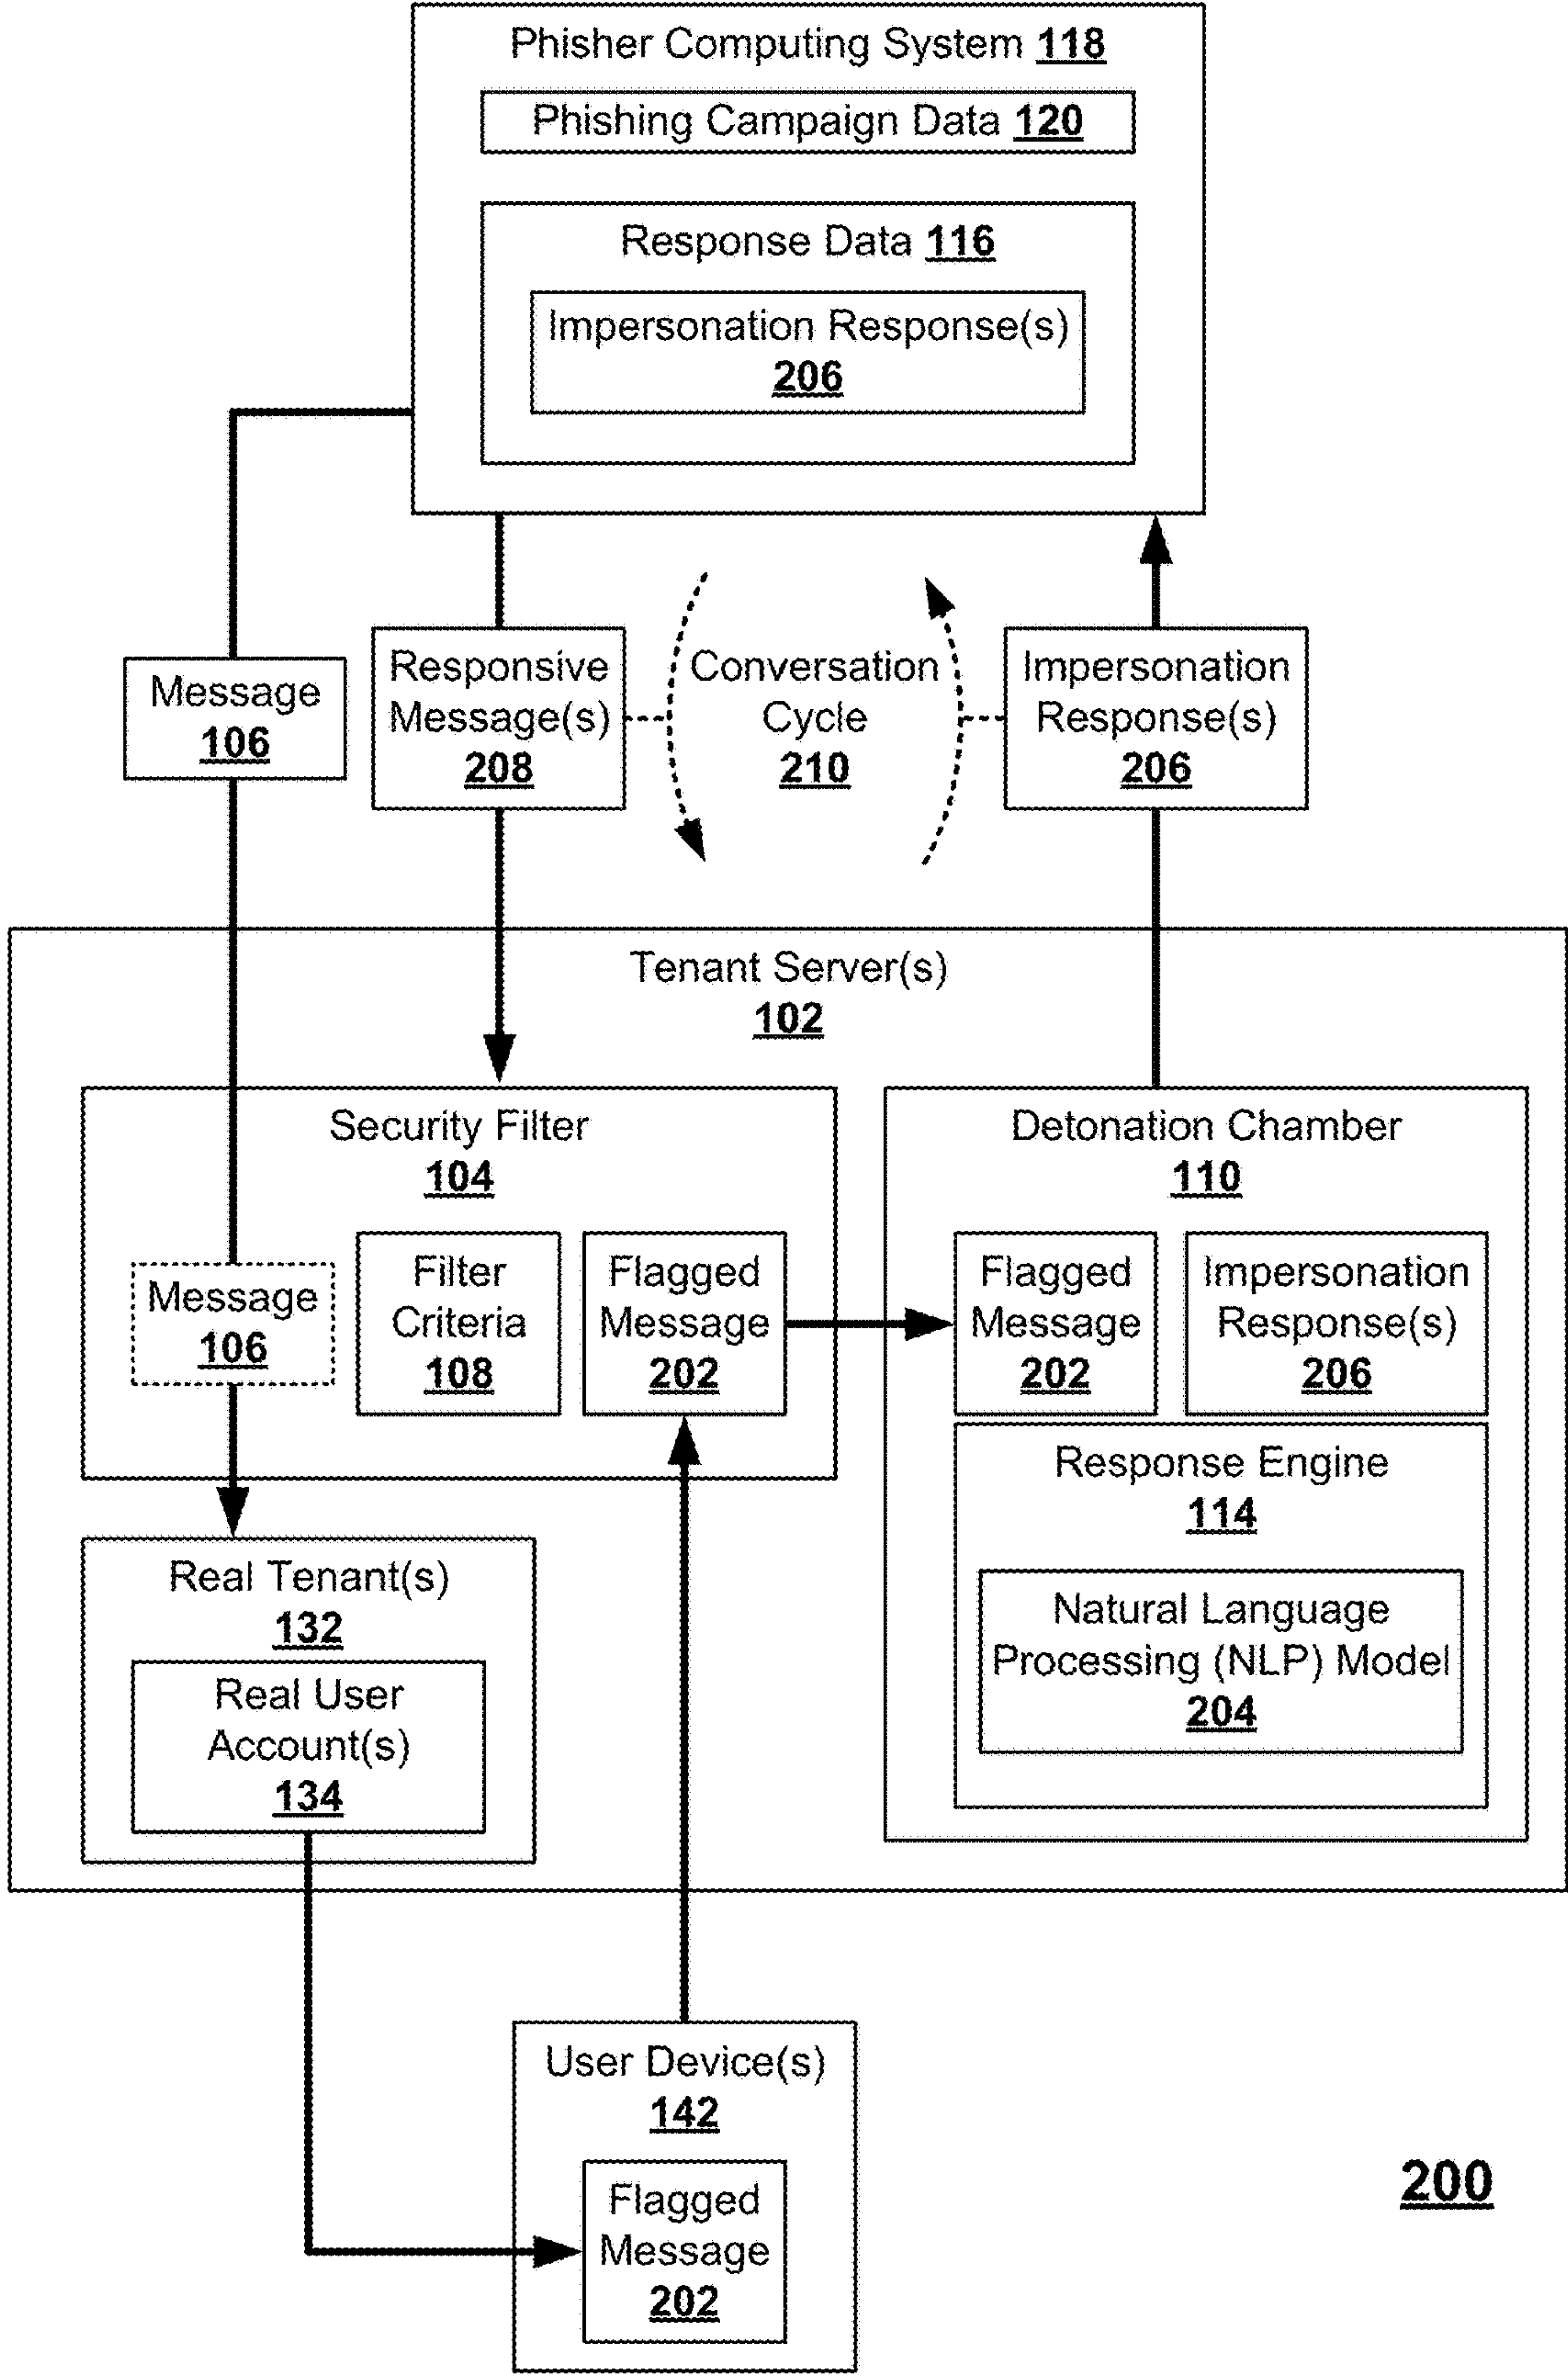 Phisher Computing System 118
Phishing Campaign Data 120
Response Data 116
Impersonation Response(s)
206
Message
106
Responsive
Message(s)
208
Conversation
Cycle
210
Impersonation
Response(s)
206
Tenant Server(s)
102
Security Filter
104
Message
106
Filter
Criteria
108
Flagged
Message
202
Detonation Chamber
110
Flagged
Message
202
Impersonation
Response(s)
206
Response Engine
114
Natural Language
Processing (NLP) Model
204
Real Tenant(s)
132
Real User
Account(s)
134
User Device(s)
142
Flagged
Message
202
200